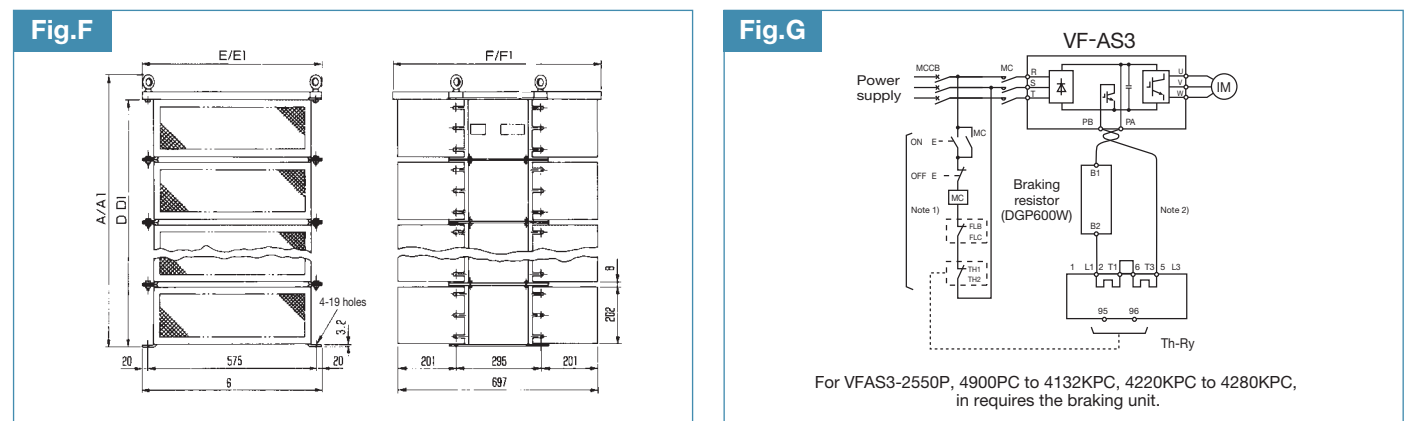 Fig.F
E/E1
F/F1
A/A1
D D1
4-19 holes
3.2
8
202
20
575
20
6
201
295
201
697
Fig.G
VF-AS3
MCCB
MC
Power
supply
R
S
T
U
V
W
IM
PB
PA
ON E
MC
OFF E
MC
Note 1)
FLB
FLC
TH1
TH2
Braking
resistor
(DGP600W)
B1
B2
Note 2)
1 L1 2 T1 6 T3 5 L3
95 96
Th-Ry
For VFAS3-2550P, 4900PC to 4132KPC, 4220KPC to 4280KPC,
in requires the braking unit.